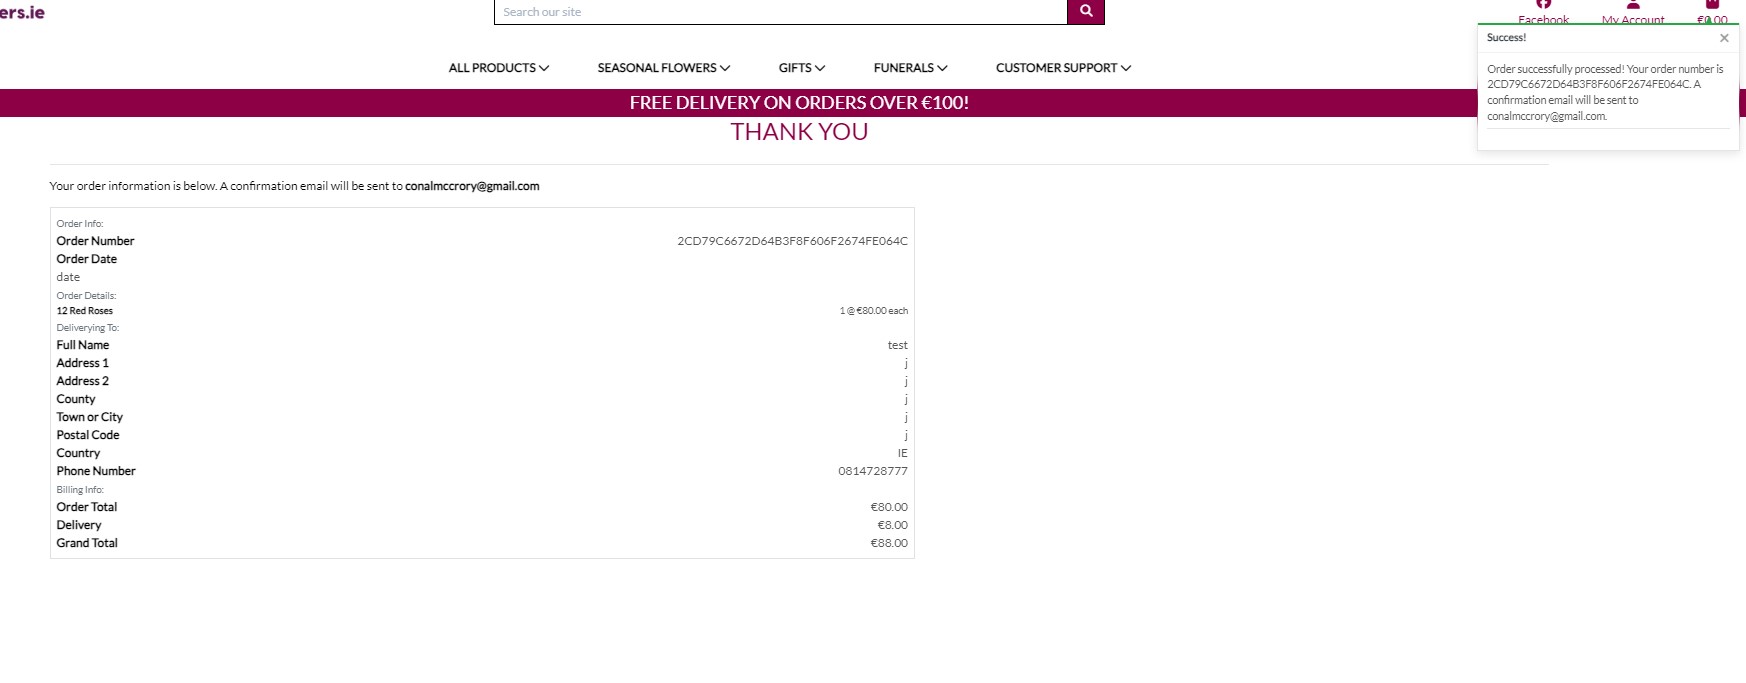 ers.ie
Search our site
Facebook
My Account
€0.00
Success!
Order successfully processed! Your order number is
2CD79C6672D64B3F8F606F2674FE064C. A
confirmation email will be sent to
conalmccrory@gmail.com.
ALL PRODUCTS
SEASONAL FLOWERS
GIFTS
FUNERALS
CUSTOMER SUPPORT
FREE DELIVERY ON ORDERS OVER €100!
THANK YOU
Your order information is below. A confirmation email will be sent to conalmccrory@gmail.com
Order Info:
Order Number 2CD79C6672D64B3F8F606F2674FE064C
Order Date
date
Order Details:
12 Red Roses 1 @ €80.00 each
Deliverying To:
Full Name test
Address 1 j
Address 2 j
County j
Town or City j
Postal Code j
Country IE
Phone Number 0814728777
Billing Info:
Order Total €80.00
Delivery €8.00
Grand Total €88.00